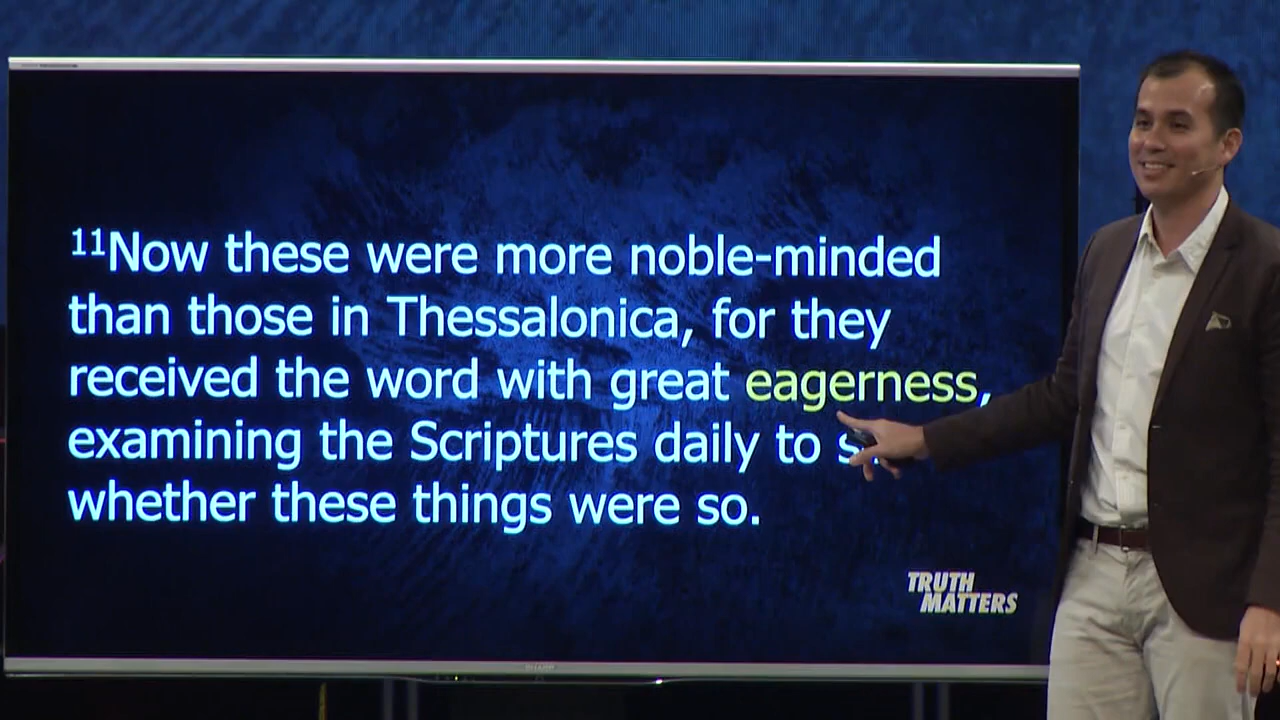 ¹¹Now these were more noble-minded
than those in Thessalonica, for they
received the word with great eagerness,
examining the Scriptures daily to
whether these things were so.
TRUTH
MATTERS
SHARP